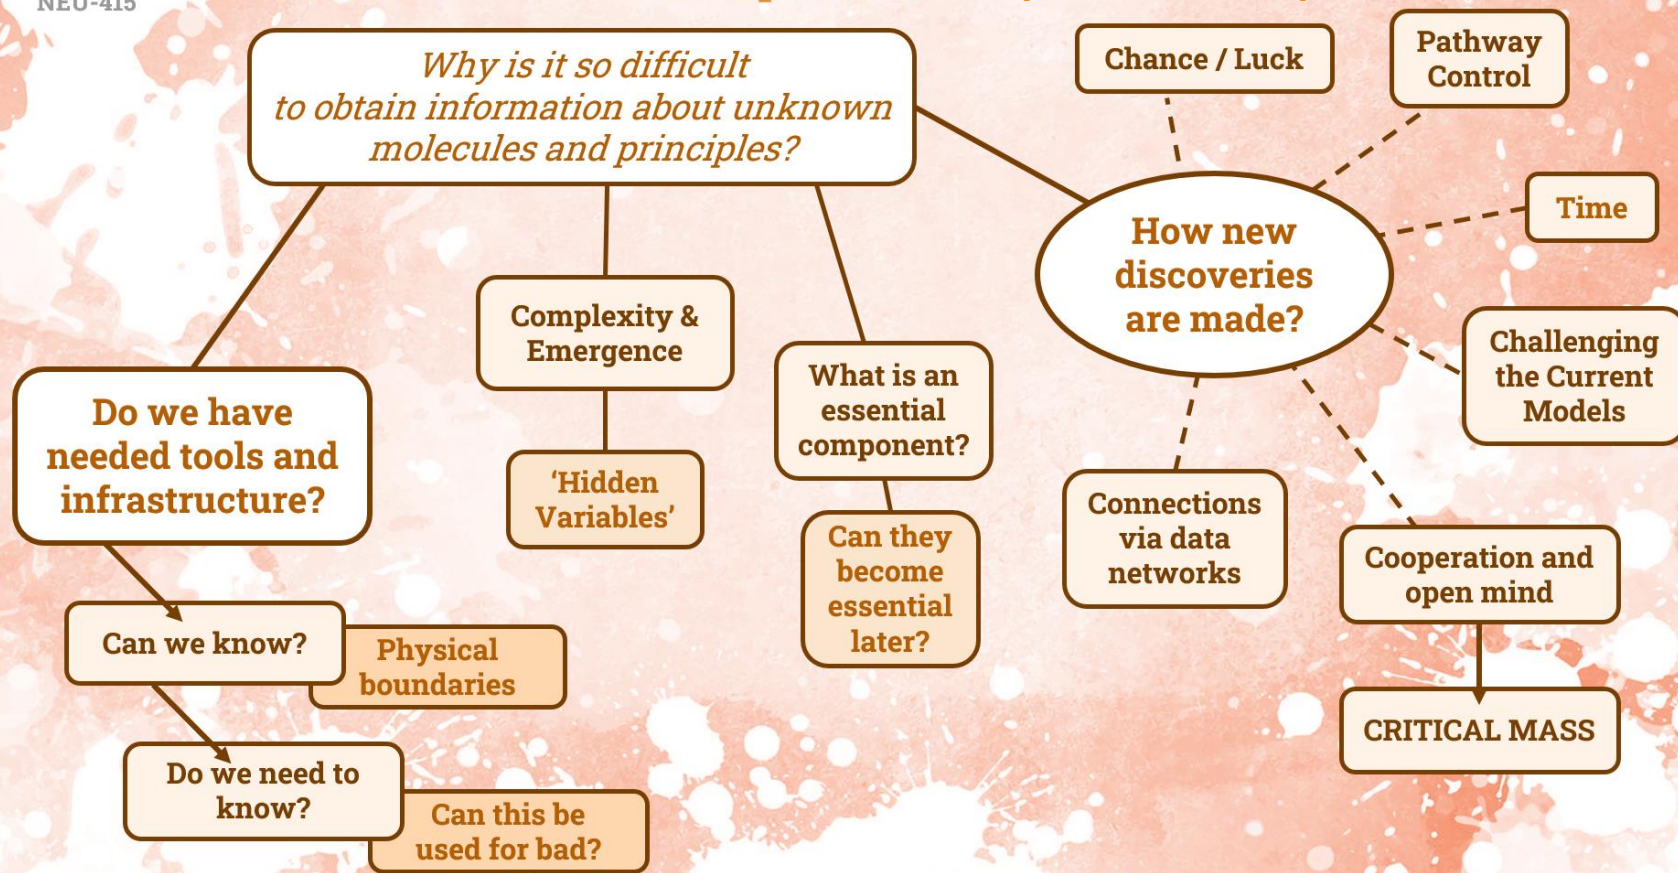 NEU-415
Why is it so difficult
to obtain information about unknown
molecules and principles?
Chance / Luck
Pathway
Control
Time
How new
discoveries
are made?
Challenging
the Current
Models
Connections
via data
networks
Cooperation and
open mind
CRITICAL MASS
Complexity &
Emergence
‘Hidden
Variables’
What is an
essential
component?
Can they
become
essential
later?
Do we have
needed tools and
infrastructure?
Can we know?
Physical
boundaries
Do we need to
know?
Can this be
used for bad?